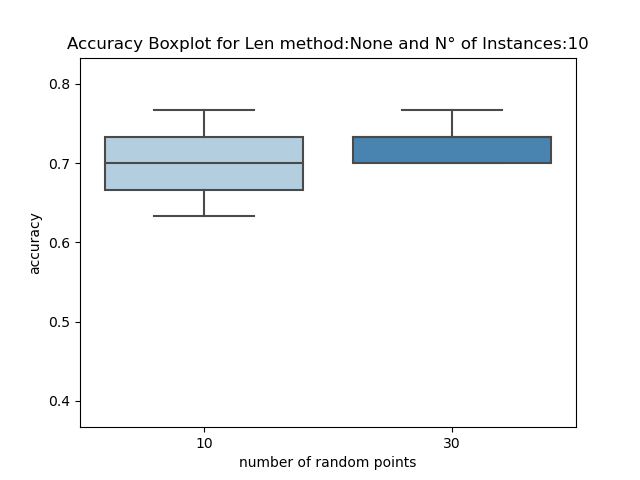 Accuracy Boxplot for Len method:None and N° of Instances:10
0.8
0.7
0.6
0.5
0.4
accuracy
10 30
number of random points